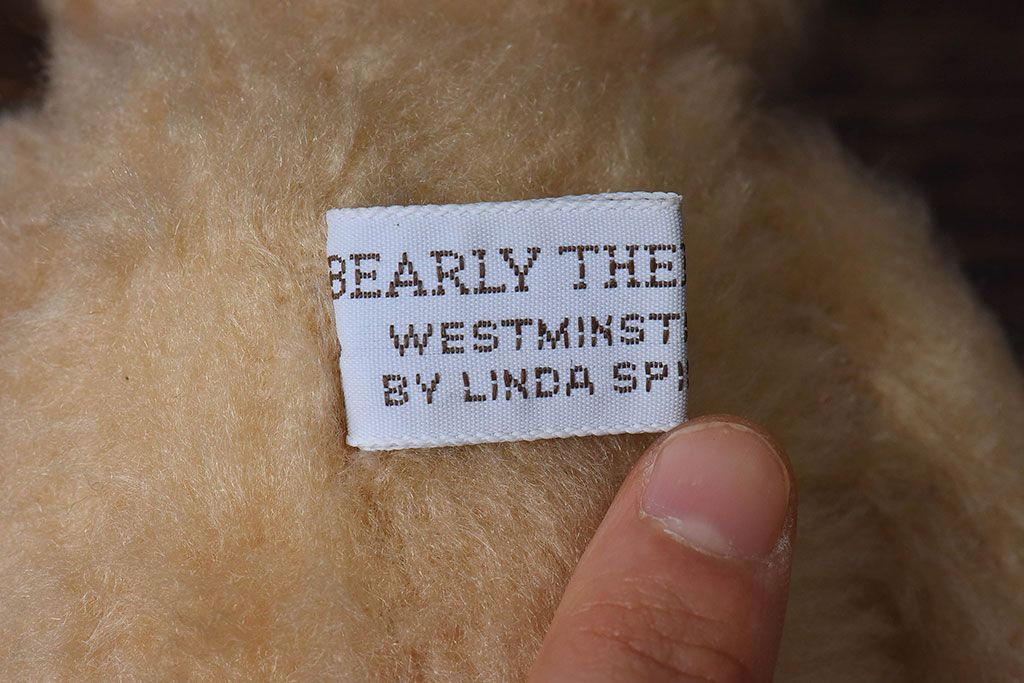 BEARLY THE
WESTMINST
BY LINDA SP